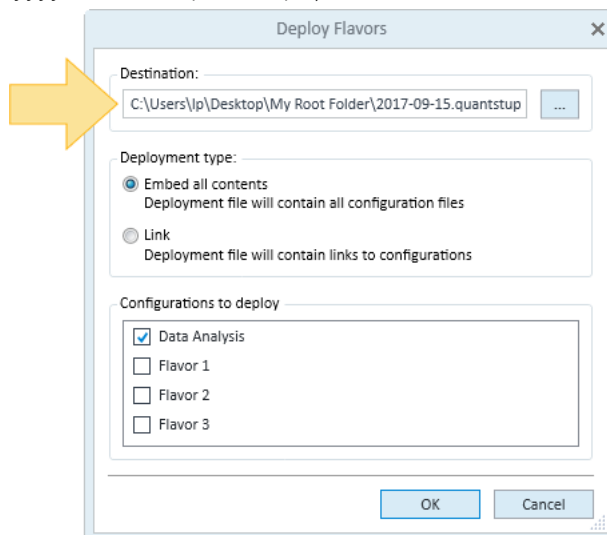 Deploy Flavors
Destination:
C:\Users\lp\Desktop\My Root Folder\2017-09-15.quantstup
...
Deployment type:
Embed all contents
Deployment file will contain all configuration files
Link
Deployment file will contain links to configurations
Configurations to deploy
Data Analysis
Flavor 1
Flavor 2
Flavor 3
OK Cancel